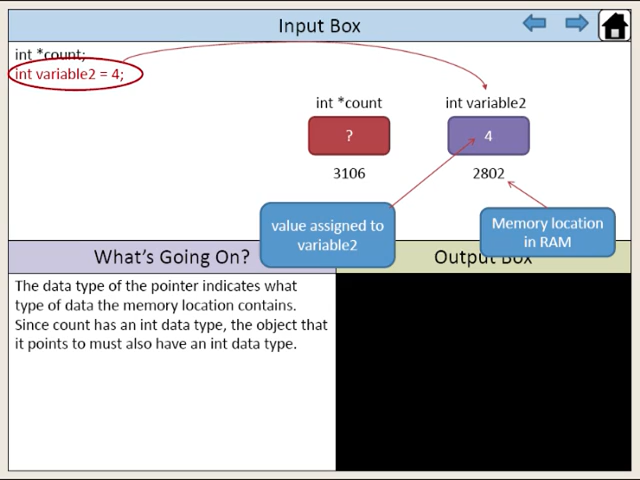 Input Box
int *count;
int variable2 = 4;
int *count
int variable2
?
4
3106
2802
value assigned to
variable2
Memory location
in RAM
What's Going On?
Output Box
The data type of the pointer indicates what
type of data the memory location contains.
Since count has an int data type, the object that
it points to must also have an int data type.